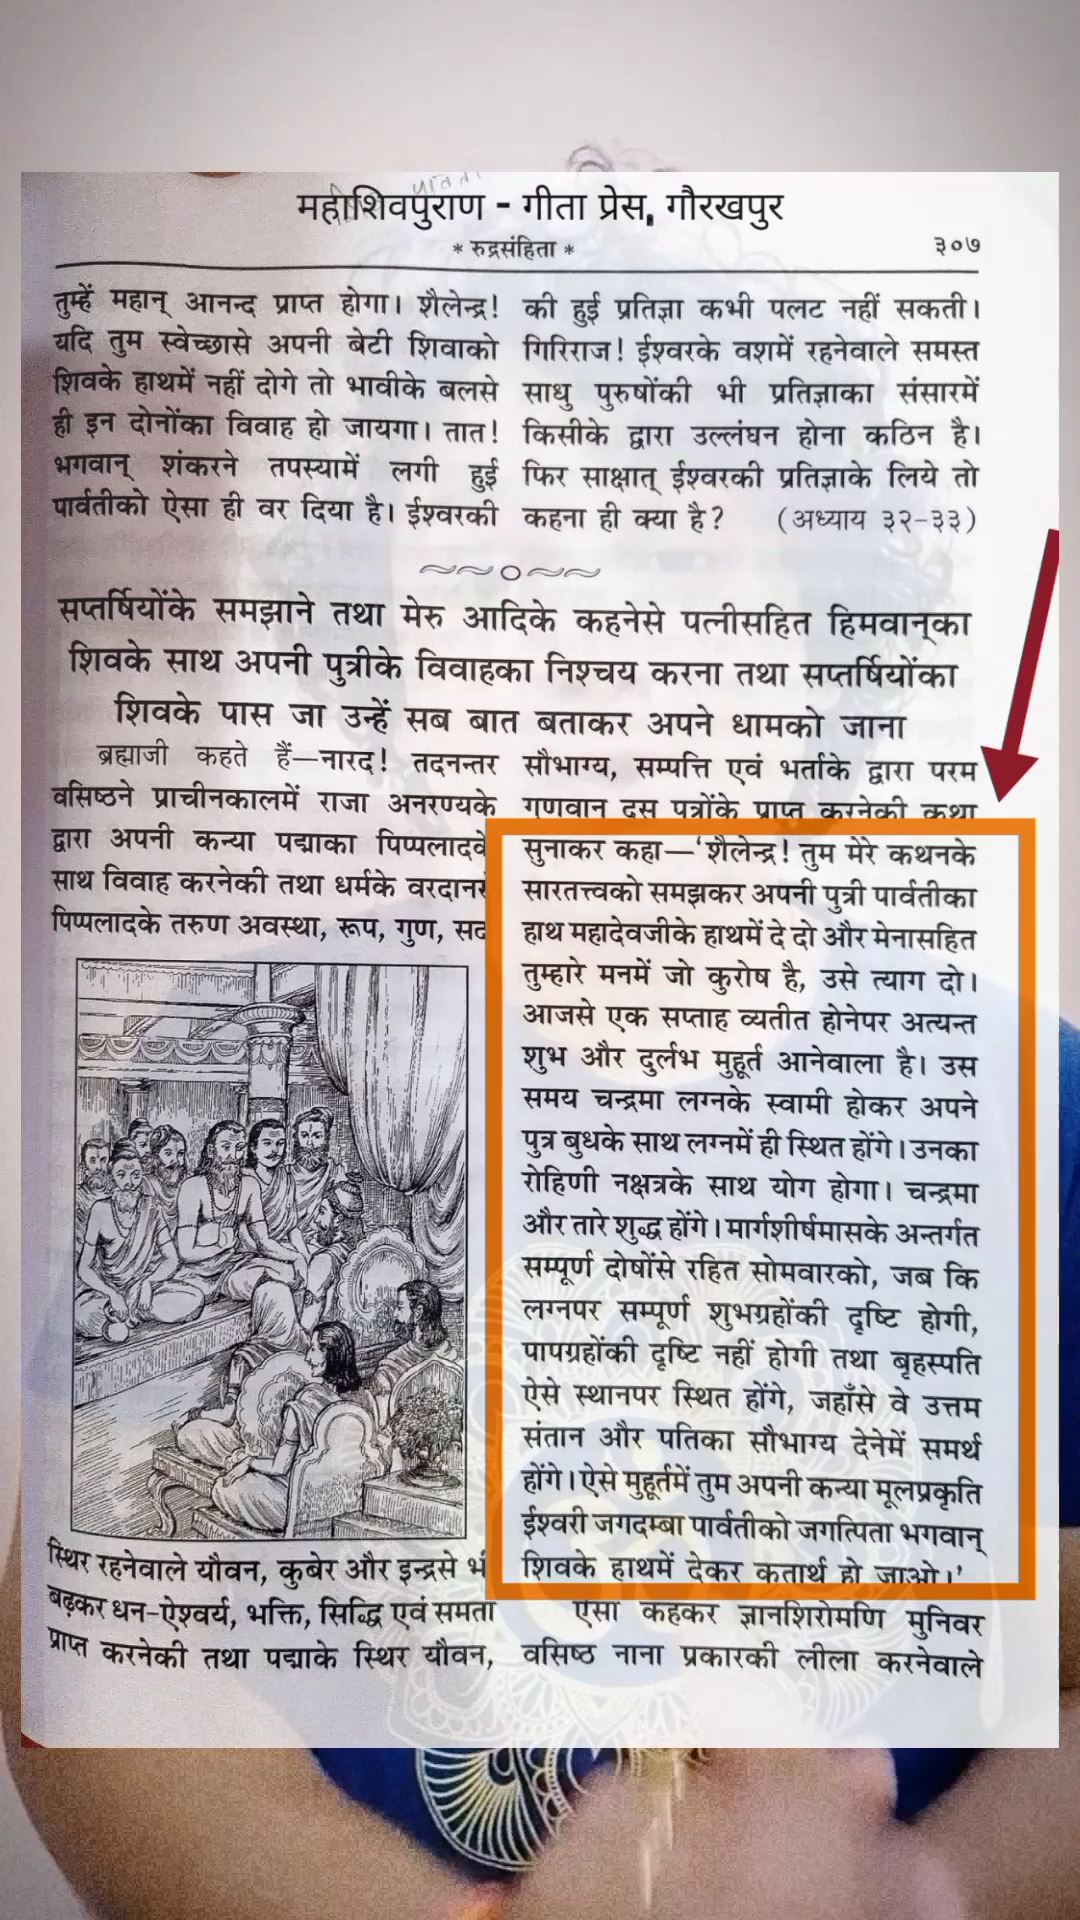 महाशिवपुराण - गीता प्रेस, गौरखपुर
* रुद्रसंहिता *
३०७
तुम्हें महान् आनन्द प्राप्त होगा। शैलेन्द्र!
यदि तुम स्वेच्छासे अपनी बेटी शिवाको
शिवके हाथमें नहीं दोगे तो भावीके बलसे
ही इन दोनोंका विवाह हो जायगा। तात!
भगवान् शंकरने तपस्यामें लगी हुई
पार्वतीको ऐसा ही वर दिया है। ईश्वरकी
की हुई प्रतिज्ञा कभी पलट नहीं सकती।
गिरिराज! ईश्वरके वशमें रहनेवाले समस्त
साधु पुरुषोंकी भी प्रतिज्ञाका संसारमें
किसीके द्वारा उल्लंघन होना कठिन है।
फिर साक्षात् ईश्वरकी प्रतिज्ञाके लिये तो
कहना ही क्या है? (अध्याय ३२-३३)
सप्तर्षियोंके समझाने तथा मेरु आदिके कहनेसे पत्नीसहित हिमवान्‌का
शिवके साथ अपनी पुत्रीके विवाहका निश्चय करना तथा सप्तर्षियोंका
शिवके पास जा उन्हें सब बात बताकर अपने धामको जाना
ब्रह्माजी कहते हैं—नारद! तदनन्तर
वसिष्ठने प्राचीनकालमें राजा अनरण्यके
द्वारा अपनी कन्या पद्माका पिप्पलादके
साथ विवाह करनेकी तथा धर्मके वरदानसे
पिप्पलादके तरुण अवस्था, रूप, गुण, सदा
स्थिर रहनेवाले यौवन, कुबेर और इन्द्रसे भी
बढ़कर धन-ऐश्वर्य, भक्ति, सिद्धि एवं समता
प्राप्त करनेकी तथा पद्माके स्थिर यौवन,
सौभाग्य, सम्पत्ति एवं भर्ताके द्वारा परम
गुणवान् दस पुत्रोंके प्राप्त करनेकी कथा
सुनाकर कहा—‘शैलेन्द्र! तुम मेरे कथनके
सारतत्त्वको समझकर अपनी पुत्री पार्वतीका
हाथ महादेवजीके हाथमें दे दो और मेनासहित
तुम्हारे मनमें जो कुरोष है, उसे त्याग दो।
आजसे एक सप्ताह व्यतीत होनेपर अत्यन्त
शुभ और दुर्लभ मुहूर्त आनेवाला है। उस
समय चन्द्रमा लग्नके स्वामी होकर अपने
पुत्र बुधके साथ लग्नमें ही स्थित होंगे। उनका
रोहिणी नक्षत्रके साथ योग होगा। चन्द्रमा
और तारे शुद्ध होंगे। मार्गशीर्षमासके अन्तर्गत
सम्पूर्ण दोषोंसे रहित सोमवारको, जब कि
लग्नपर सम्पूर्ण शुभग्रहोंकी दृष्टि होगी,
पापग्रहोंकी दृष्टि नहीं होगी तथा बृहस्पति
ऐसे स्थानपर स्थित होंगे, जहाँसे वे उत्तम
संतान और पतिका सौभाग्य देनेमें समर्थ
होंगे। ऐसे मुहूर्तमें तुम अपनी कन्या मूलप्रकृति
ईश्वरी जगदम्बा पार्वतीको जगत्पिता भगवान्
शिवके हाथमें देकर कृतार्थ हो जाओ।’
ऐसा कहकर ज्ञानशिरोमणि मुनिवर
वसिष्ठ नाना प्रकारकी लीला करनेवाले